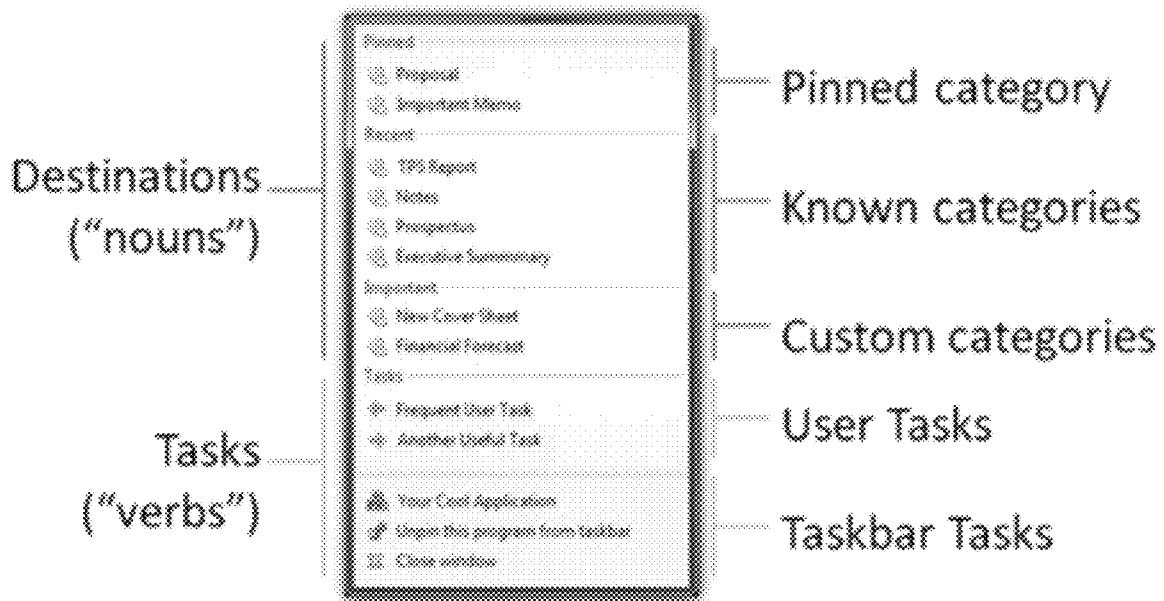 Destinations
("nouns")
Tasks
("verbs")
Pinned
Proposal
Important Memo
Recent
TPS Report
Notes
Prospectus
Executive Summmary
Important
New Cover Sheet
Financial Forecast
Tasks
Frequent User Task
Another Useful Task
Your Cool Application
Unpin this program from taskbar
Close window
Pinned category
Known categories
Custom categories
User Tasks
Taskbar Tasks